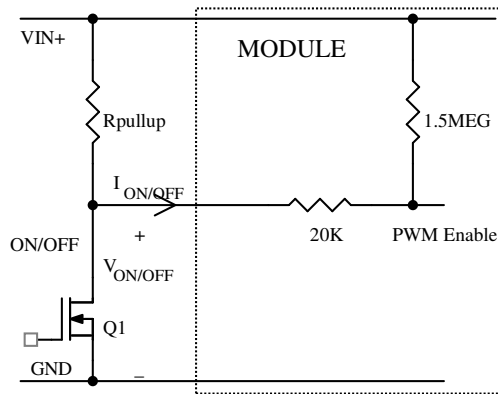 VIN+
MODULE
Rpullup
1.5MEG
I ON/OFF
+
20K
PWM Enable
ON/OFF
V ON/OFF
Q1
GND
_